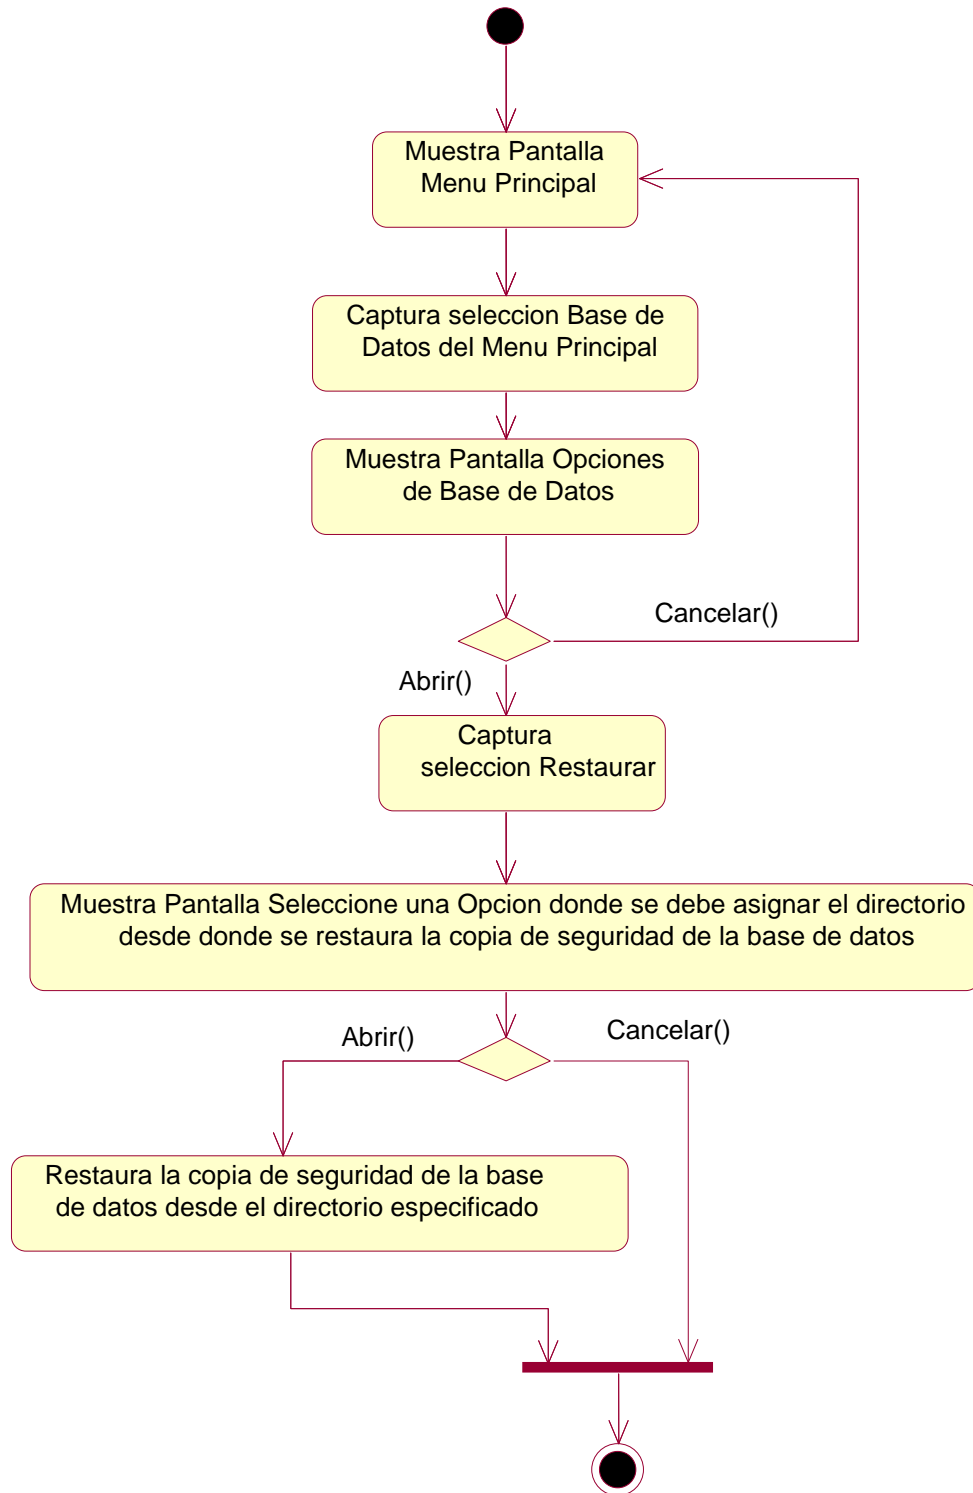 Muestra Pantalla
Menu Principal
Captura seleccion Base de
Datos del Menu Principal
Muestra Pantalla Opciones
de Base de Datos
Cancelar()
Abrir()
Captura
seleccion Restaurar
Muestra Pantalla Seleccione una Opcion donde se debe asignar el directorio
desde donde se restaura la copia de seguridad de la base de datos
Abrir()
Cancelar()
Restaura la copia de seguridad de la base
de datos desde el directorio especificado